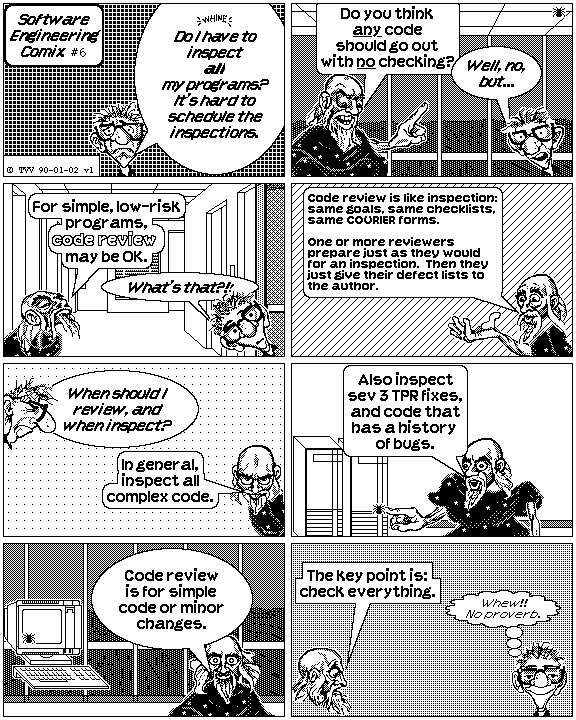 Software
Engineering
Comix #6
WHINE
Do I have to
inspect
all
my programs?
It's hard to
schedule the
inspections.
© TVV 90-01-02 v1
Do you think
any code
should go out
with no checking?
Well, no,
but...
For simple, low-risk
programs,
code review
may be OK.
What's that?!!
Code review is like inspection:
same goals, same checklists,
same COURIER forms.
One or more reviewers
prepare just as they would
for an inspection. Then they
just give their defect lists to
the author.
When should I
review, and
when inspect?
In general,
inspect all
complex code.
Also inspect
sev 3 TPR fixes,
and code that
has a history
of bugs.
Code review
is for simple
code or minor
changes.
The key point is:
check everything.
Whew!!
No proverb.